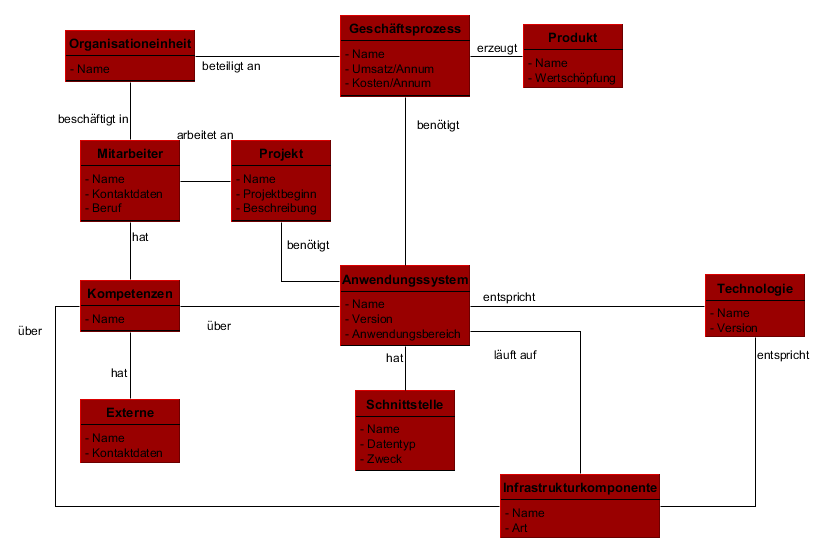 Organisationeinheit
- Name
beteiligt an
Geschäftsprozess
- Name
- Umsatz/Annum
- Kosten/Annum
erzeugt
Produkt
- Name
- Wertschöpfung
beschäftigt in
benötigt
Mitarbeiter
- Name
- Kontaktdaten
- Beruf
arbeitet an
Projekt
- Name
- Projektbeginn
- Beschreibung
hat
benötigt
Kompetenzen
- Name
über
über
Anwendungssystem
- Name
- Version
- Anwendungsbereich
entspricht
Technologie
- Name
- Version
hat
hat
läuft auf
entspricht
Externe
- Name
- Kontaktdaten
Schnittstelle
- Name
- Datentyp
- Zweck
Infrastrukturkomponente
- Name
- Art